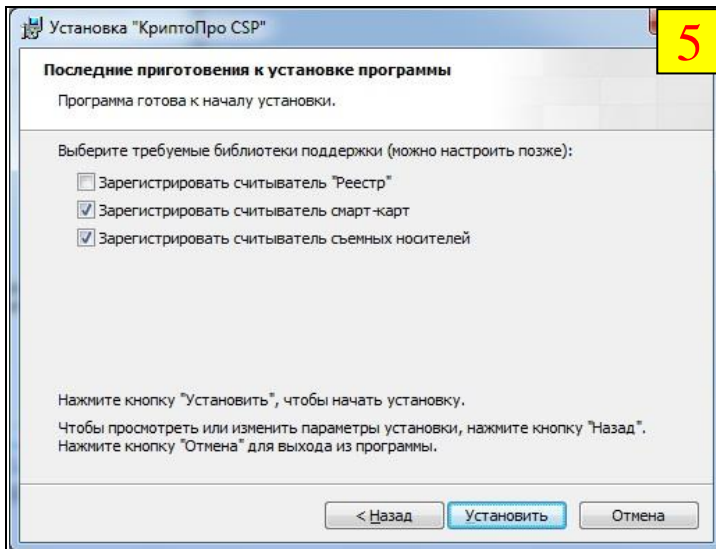 Установка "КриптоПро CSP"
5
Последние приготовения к установке программы
Программа готова к началу установки.
Выберите требуемые библиотеки поддержки (можно настроить позже):
Зарегистрировать считыватель "Реестр"
Зарегистрировать считыватель смарт-карт
Зарегистрировать считыватель съемных носителей
Нажмите кнопку "Установить", чтобы начать установку.
Чтобы просмотреть или изменить параметры установки, нажмите кнопку "Назад".
Нажмите кнопку "Отмена" для выхода из программы.
< Назад Установить Отмена